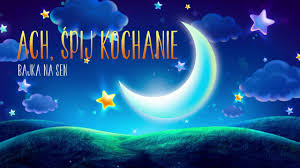 ACH, ŚPIJ KOCHANIE
BAJKA NA SEN